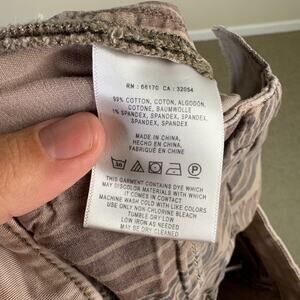 RN : 66170 CA : 32054
99% COTTON, COTON, ALGODON,
COTONE, BAUMWOLLE
1% SPANDEX, SPANDEX, SPANDEX,
SPANDEX, SPANDEX
MADE IN CHINA,
HECHO EN CHINA,
FABRIQUÉ EN CHINE
30
P
THIS GARMENT CONTAINS DYE WHICH
MAY DISCOLOR MATERIALS WITH WHICH IT
COMES IN CONTACT
MACHINE WASH COLD WITH LIKE COLORS
USE ONLY NON-CHLORINE BLEACH
TUMBLE DRY LOW
LOW IRON AS NEEDED
MAY BE DRY CLEANED